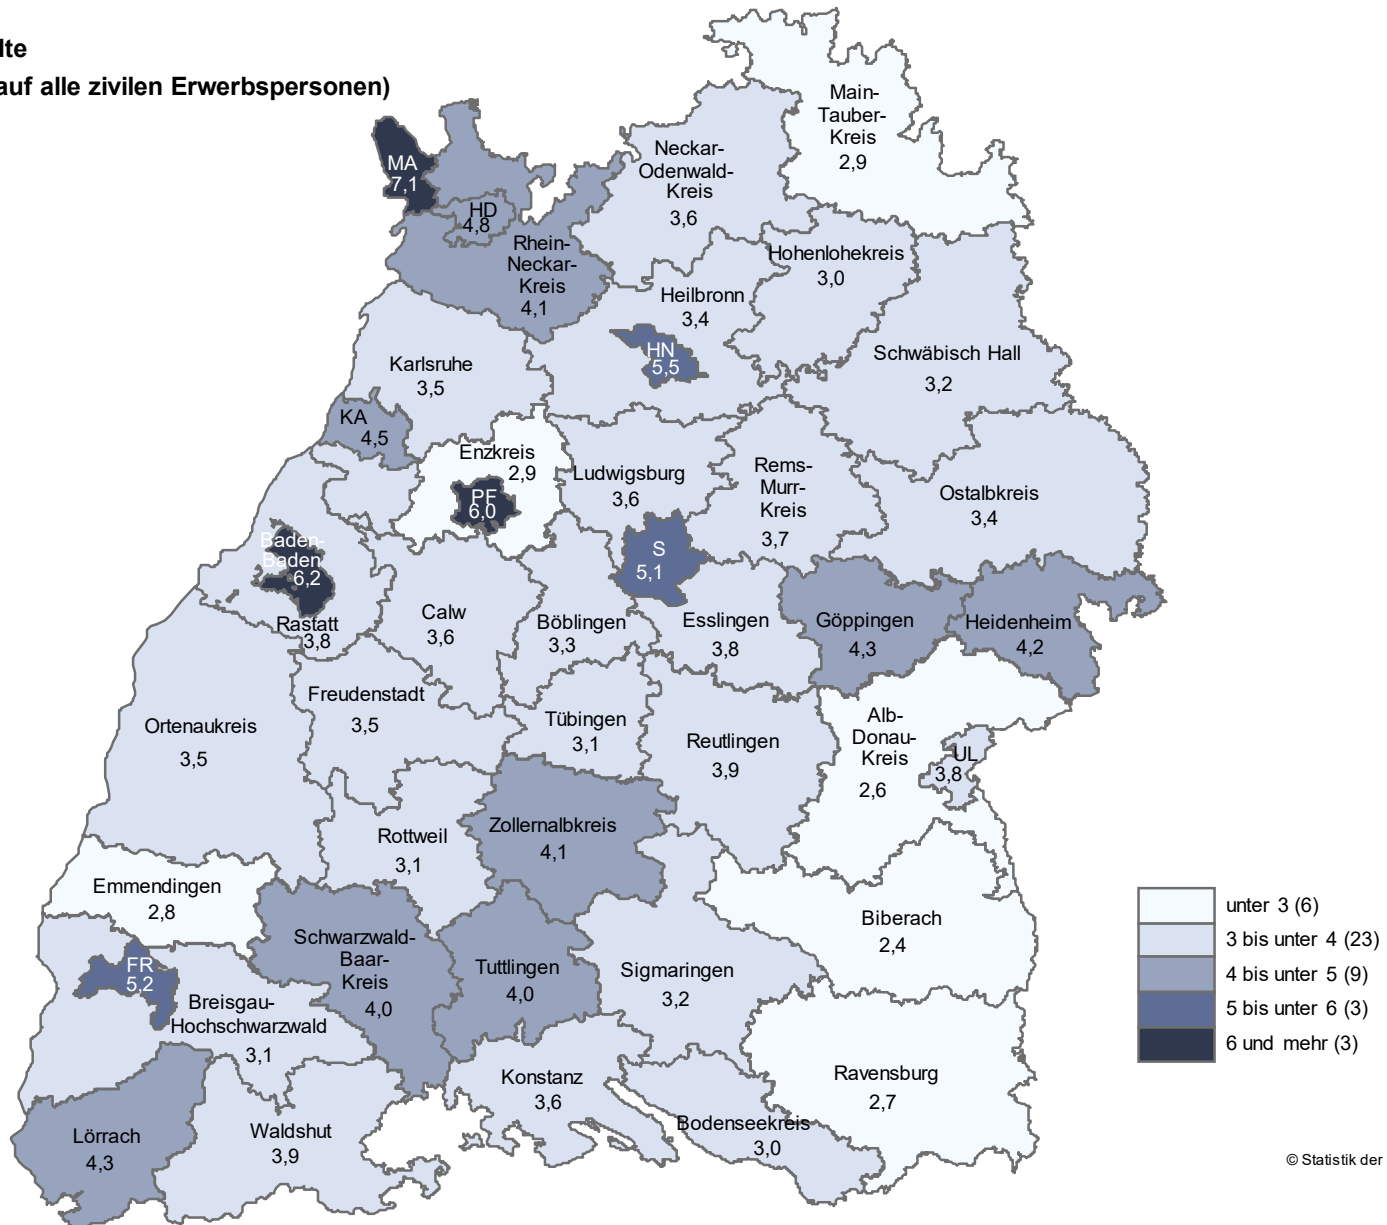 lte
auf alle zivilen Erwerbspersonen)
Main-
Tauber-
Kreis
2,9
MA
7,1
Neckar-
Odenwald-
Kreis
3,6
HD
4,8
Rhein-
Neckar-
Kreis
4,1
Hohenlohekreis
3,0
Heilbronn
3,4
HN
5,5
Schwäbisch Hall
3,2
Karlsruhe
3,5
KA
4,5
Enzkreis
2,9
PF
6,0
Ludwigsburg
3,6
Rems-
Murr-
Kreis
3,7
Ostalbkreis
3,4
Baden-
Baden
6,2
S
5,1
Rastatt
3,8
Calw
3,6
Böblingen
3,3
Esslingen
3,8
Göppingen
4,3
Heidenheim
4,2
Freudenstadt
3,5
Ortenaukreis
3,5
Tübingen
3,1
Reutlingen
3,9
Alb-
Donau-
Kreis
2,6
UL
3,8
Rottweil
3,1
Zollernalbkreis
4,1
Emmendingen
2,8
Biberach
2,4
Schwarzwald-
Baar-
Kreis
4,0
Tuttlingen
4,0
Sigmaringen
3,2
FR
5,2
Breisgau-
Hochschwarzwald
3,1
Konstanz
3,6
Ravensburg
2,7
Bodenseekreis
3,0
Lörrach
4,3
Waldshut
3,9
unter 3 (6)
3 bis unter 4 (23)
4 bis unter 5 (9)
5 bis unter 6 (3)
6 und mehr (3)
© Statistik der